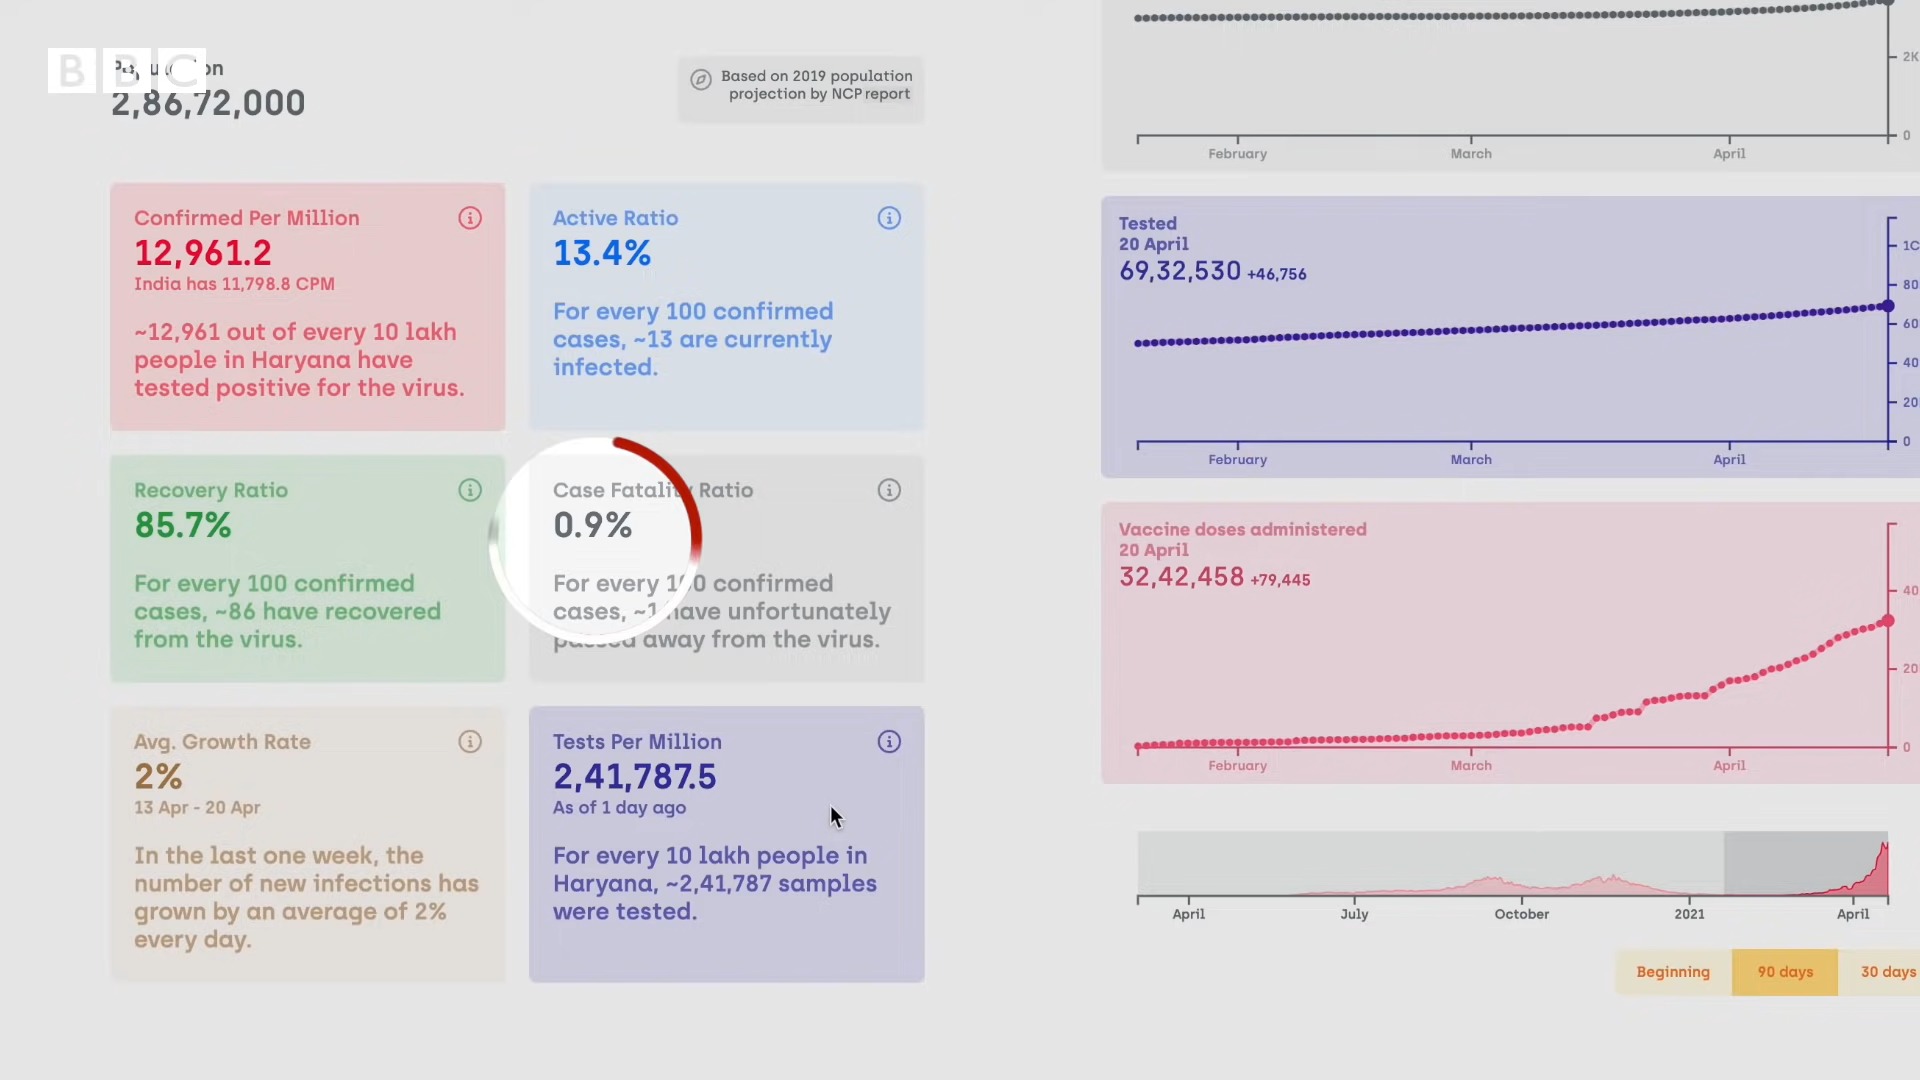 BBC
Population
2,86,72,000
Based on 2019 population
projection by NCP report
Confirmed Per Million
12,961.2
India has 11,798.8 CPM
~12,961 out of every 10 lakh
people in Haryana have
tested positive for the virus.
Active Ratio
13.4%
For every 100 confirmed
cases, ~13 are currently
infected.
Recovery Ratio
85.7%
For every 100 confirmed
cases, ~86 have recovered
from the virus.
Case Fatality Ratio
0.9%
For every 100 confirmed
cases, ~1 have unfortunately
passed away from the virus.
Avg. Growth Rate
2%
13 Apr - 20 Apr
In the last one week, the
number of new infections has
grown by an average of 2%
every day.
Tests Per Million
2,41,787.5
As of 1 day ago
For every 10 lakh people in
Haryana, ~2,41,787 samples
were tested.
2K
0
February March April
Tested
20 April
69,32,530 +46,756
1C
80
60
40
20
0
February March April
Vaccine doses administered
20 April
32,42,458 +79,445
40
20
0
February March April
April July October 2021 April
Beginning 90 days 30 days